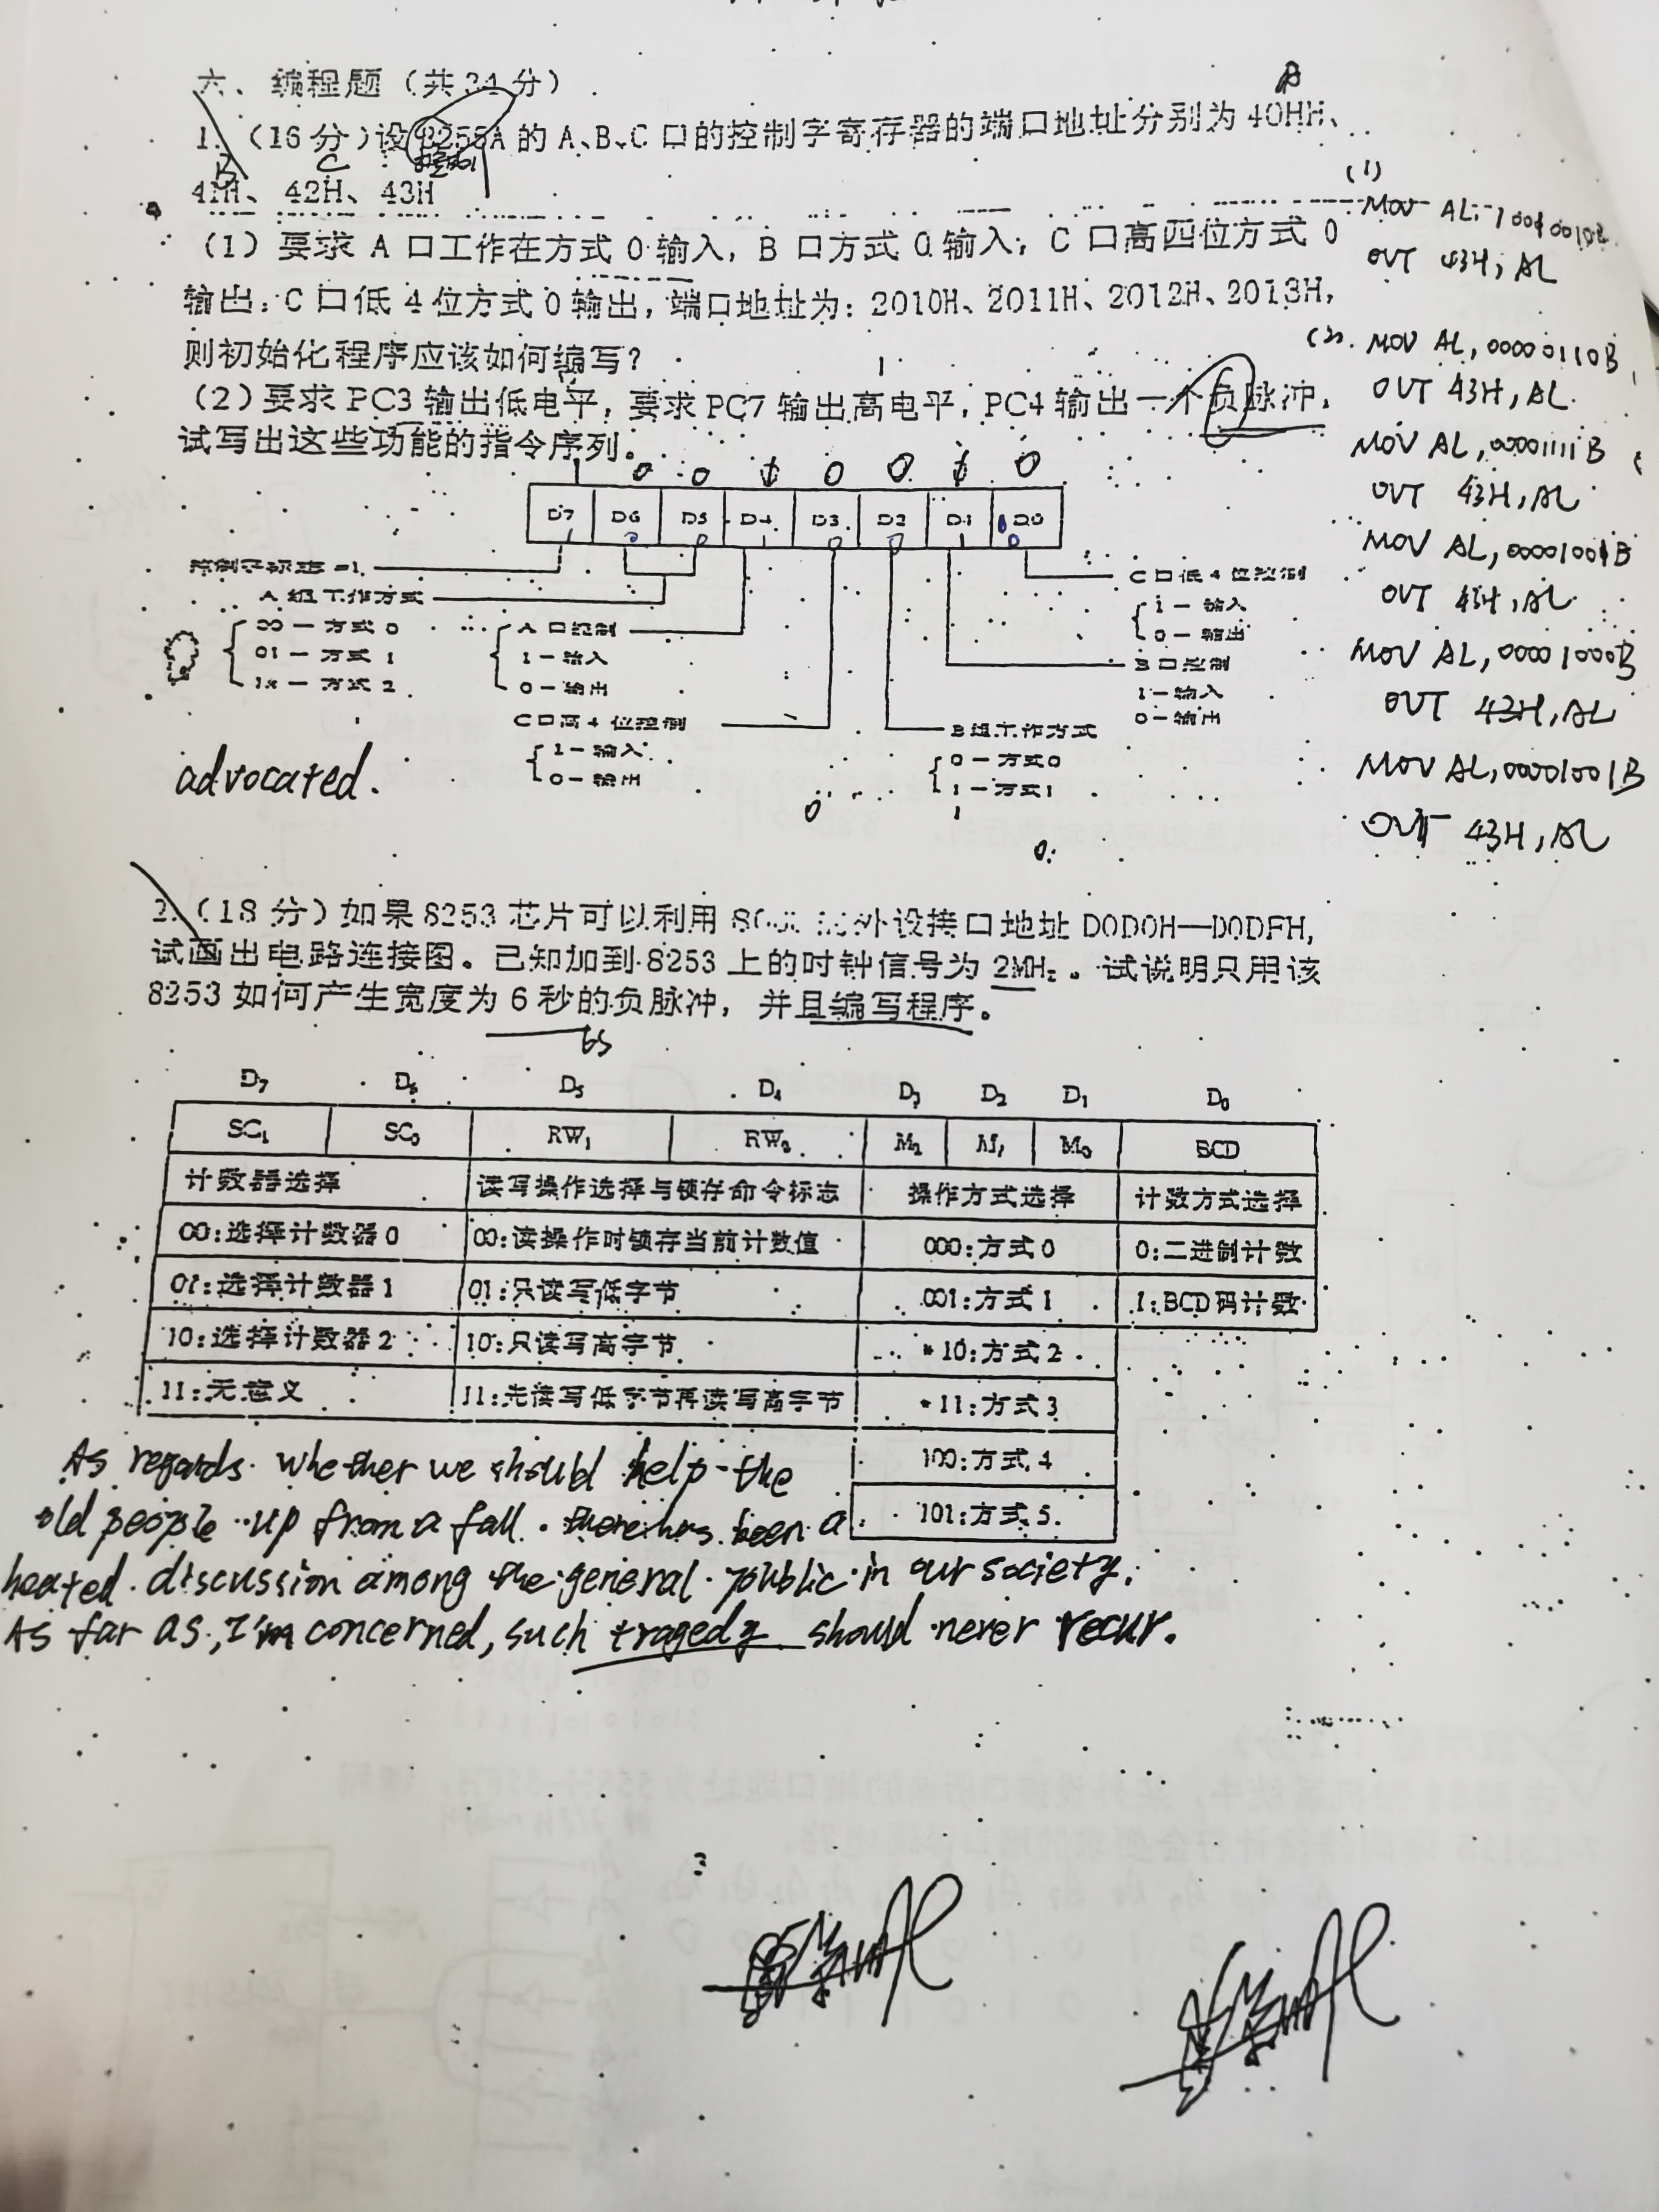 六、编程题（共34分）
1.（16分）设8255A的A、B、C口的控制字寄存器的端口地址分别为40HH、
41H、42H、43H
（1）要求A口工作在方式0输入，B口方式0输入；C口高四位方式0
输出；C口低4位方式0输出，端口地址为：2010H、2011H、2012H、2013H，
则初始化程序应该如何编写？
（2）要求PC3输出低电平，要求PC7输出高电平，PC4输出一个负脉冲，
试写出这些功能的指令序列。
(1)
MOV AL, 10010010B
OUT 43H, AL
(2). MOV AL, 00000110B
OUT 43H, AL
MOV AL, 00001111B
OUT 43H, AL
MOV AL, 00001001B
OUT 43H, AL
MOV AL, 00001000B
OUT 43H, AL
MOV AL, 00001001B
OUT 43H, AL
D7 D6 D5 D4 D3 D2 D1 D0
控制字标志=1
A组工作方式
00—方式0
01—方式1
1x—方式2
A口控制
1—输入
0—输出
C口高4位控制
1—输入
0—输出
C口低4位控制
1—输入
0—输出
B口控制
1—输入
0—输出
B组工作方式
0—方式0
1—方式1
advocated.
2.（18分）如果8253芯片可以利用 外设接口地址D0D0H—D0DFH，
试画出电路连接图。已知加到8253上的时钟信号为2MHz。试说明只用该
8253如何产生宽度为6秒的负脉冲，并且编写程序。
6s
D7 D6 D5 D4 D3 D2 D1 D0
SC1 SC0 RW1 RW0 M2 M1 M0 BCD
计数器选择 读写操作选择与锁存命令标志 操作方式选择 计数方式选择
00:选择计数器0 00:读操作时锁存当前计数值 000:方式0 0:二进制计数
01:选择计数器1 01:只读写低字节 001:方式1 1:BCD码计数
10:选择计数器2 10:只读写高字节 *10:方式2
11:无意义 11:先读写低字节再读写高字节 *11:方式3
100:方式4
101:方式5
As regards whether we should help the
old people up from a fall. there has been a
heated discussion among the general public in our society.
As far as, I'm concerned, such tragedy should never recur.